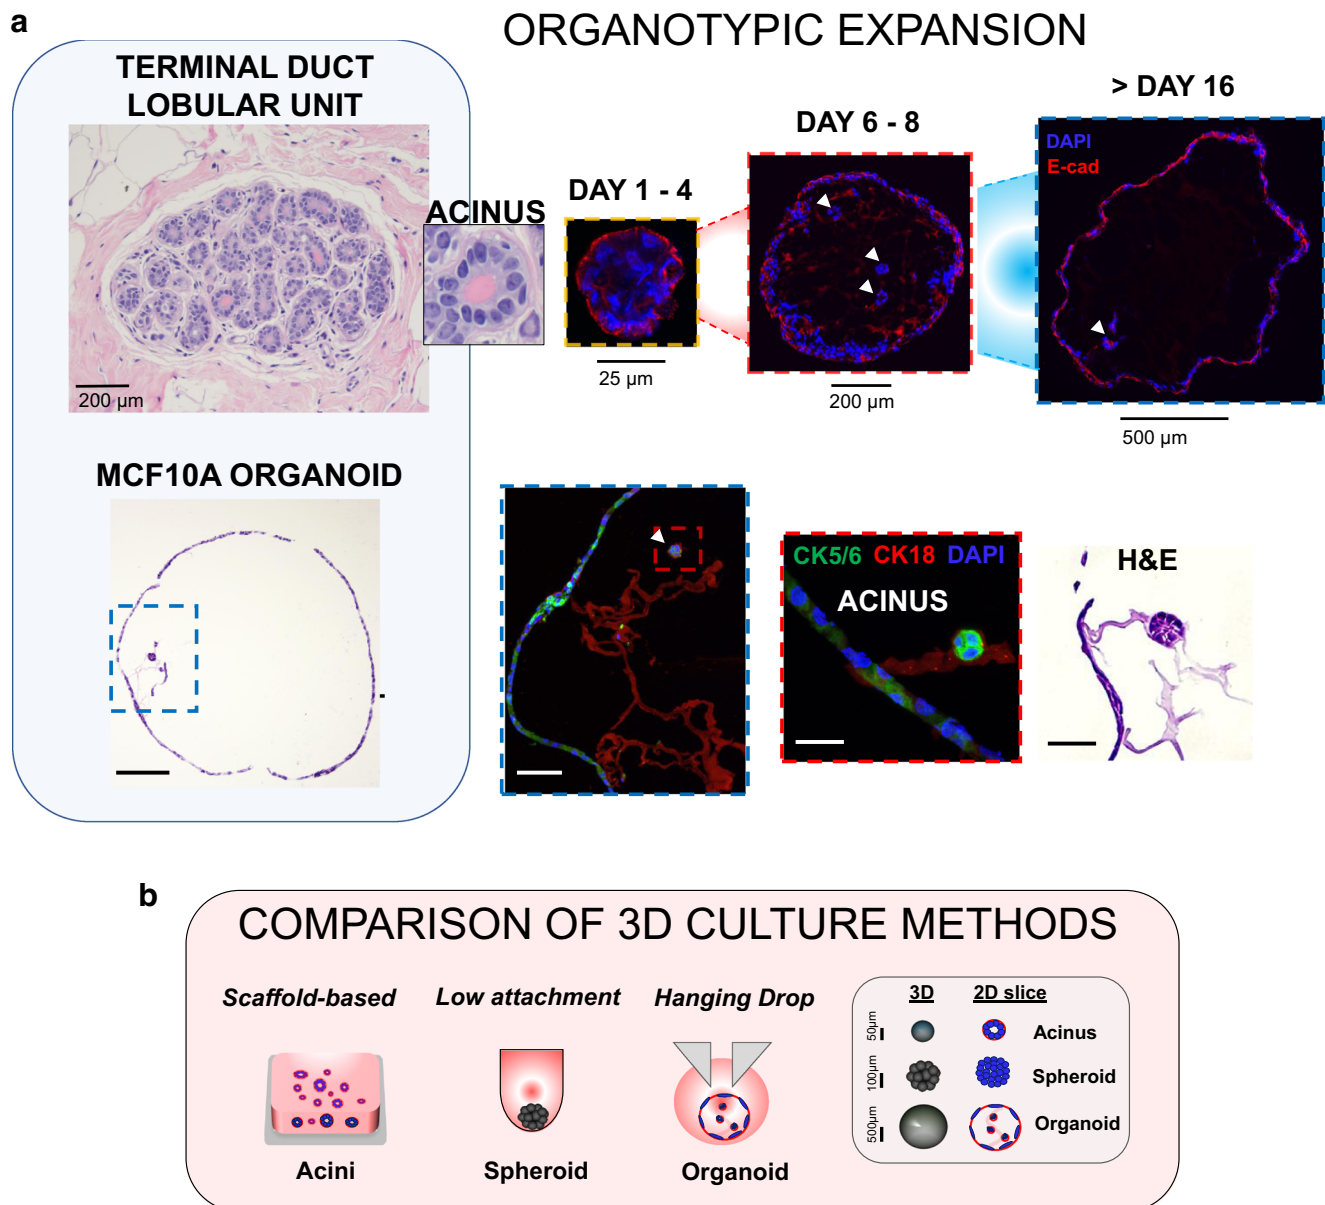 a
ORGANOTYPIC EXPANSION
TERMINAL DUCT
LOBULAR UNIT
200 µm
ACINUS
DAY 1 - 4
25 µm
DAY 6 - 8
200 µm
> DAY 16
DAPI
E-cad
500 µm
MCF10A ORGANOID
CK5/6 CK18 DAPI
ACINUS
H&E
b
COMPARISON OF 3D CULTURE METHODS
Scaffold-based
Low attachment
Hanging Drop
Acini
Spheroid
Organoid
3D
2D slice
50µm
Acinus
100µm
Spheroid
500µm
Organoid